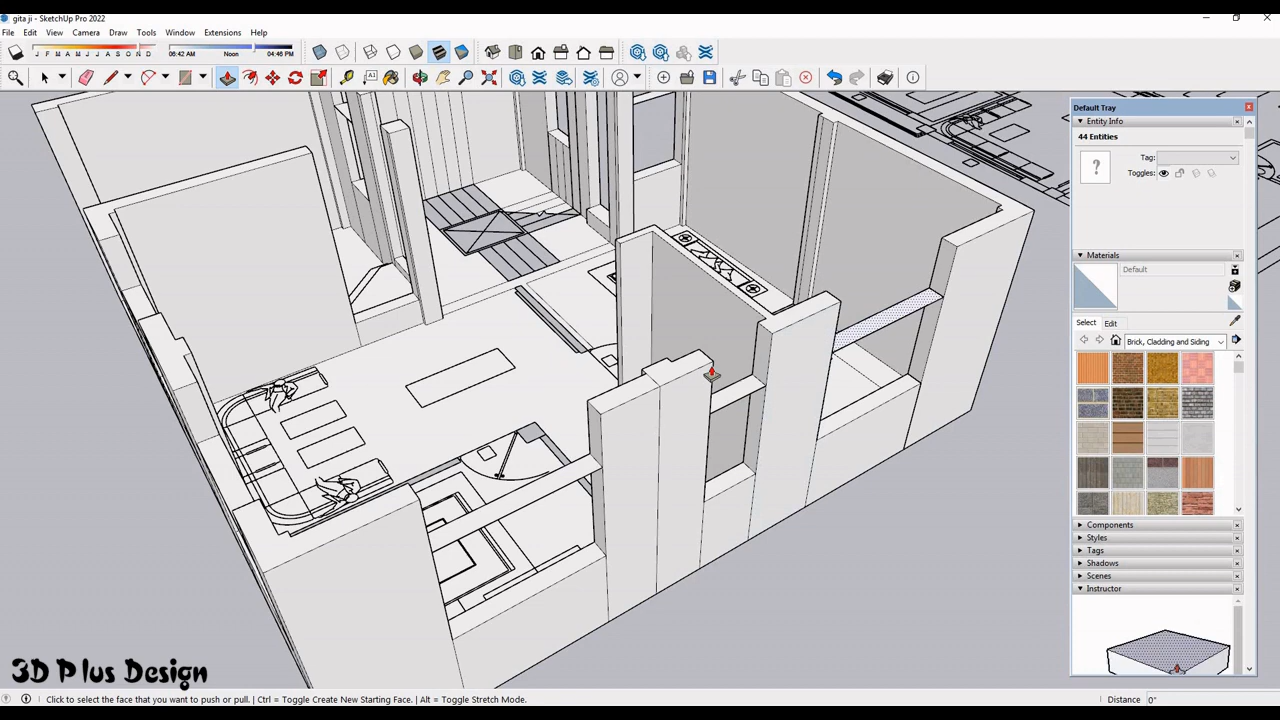 gita ji - SketchUp Pro 2022
File Edit View Camera Draw Tools Window Extensions Help
J F M A M J J A S O N D
06:42 AM Noon 04:46 PM
Default Tray
Entity Info
44 Entities
Tag:
Toggles:
Materials
Default
Select Edit
Brick, Cladding and Siding
Components
Styles
Tags
Shadows
Scenes
Instructor
3D Plus Design
Click to select the face that you want to push or pull. | Ctrl = Toggle Create New Starting Face. | Alt = Toggle Stretch Mode.
Distance 0"